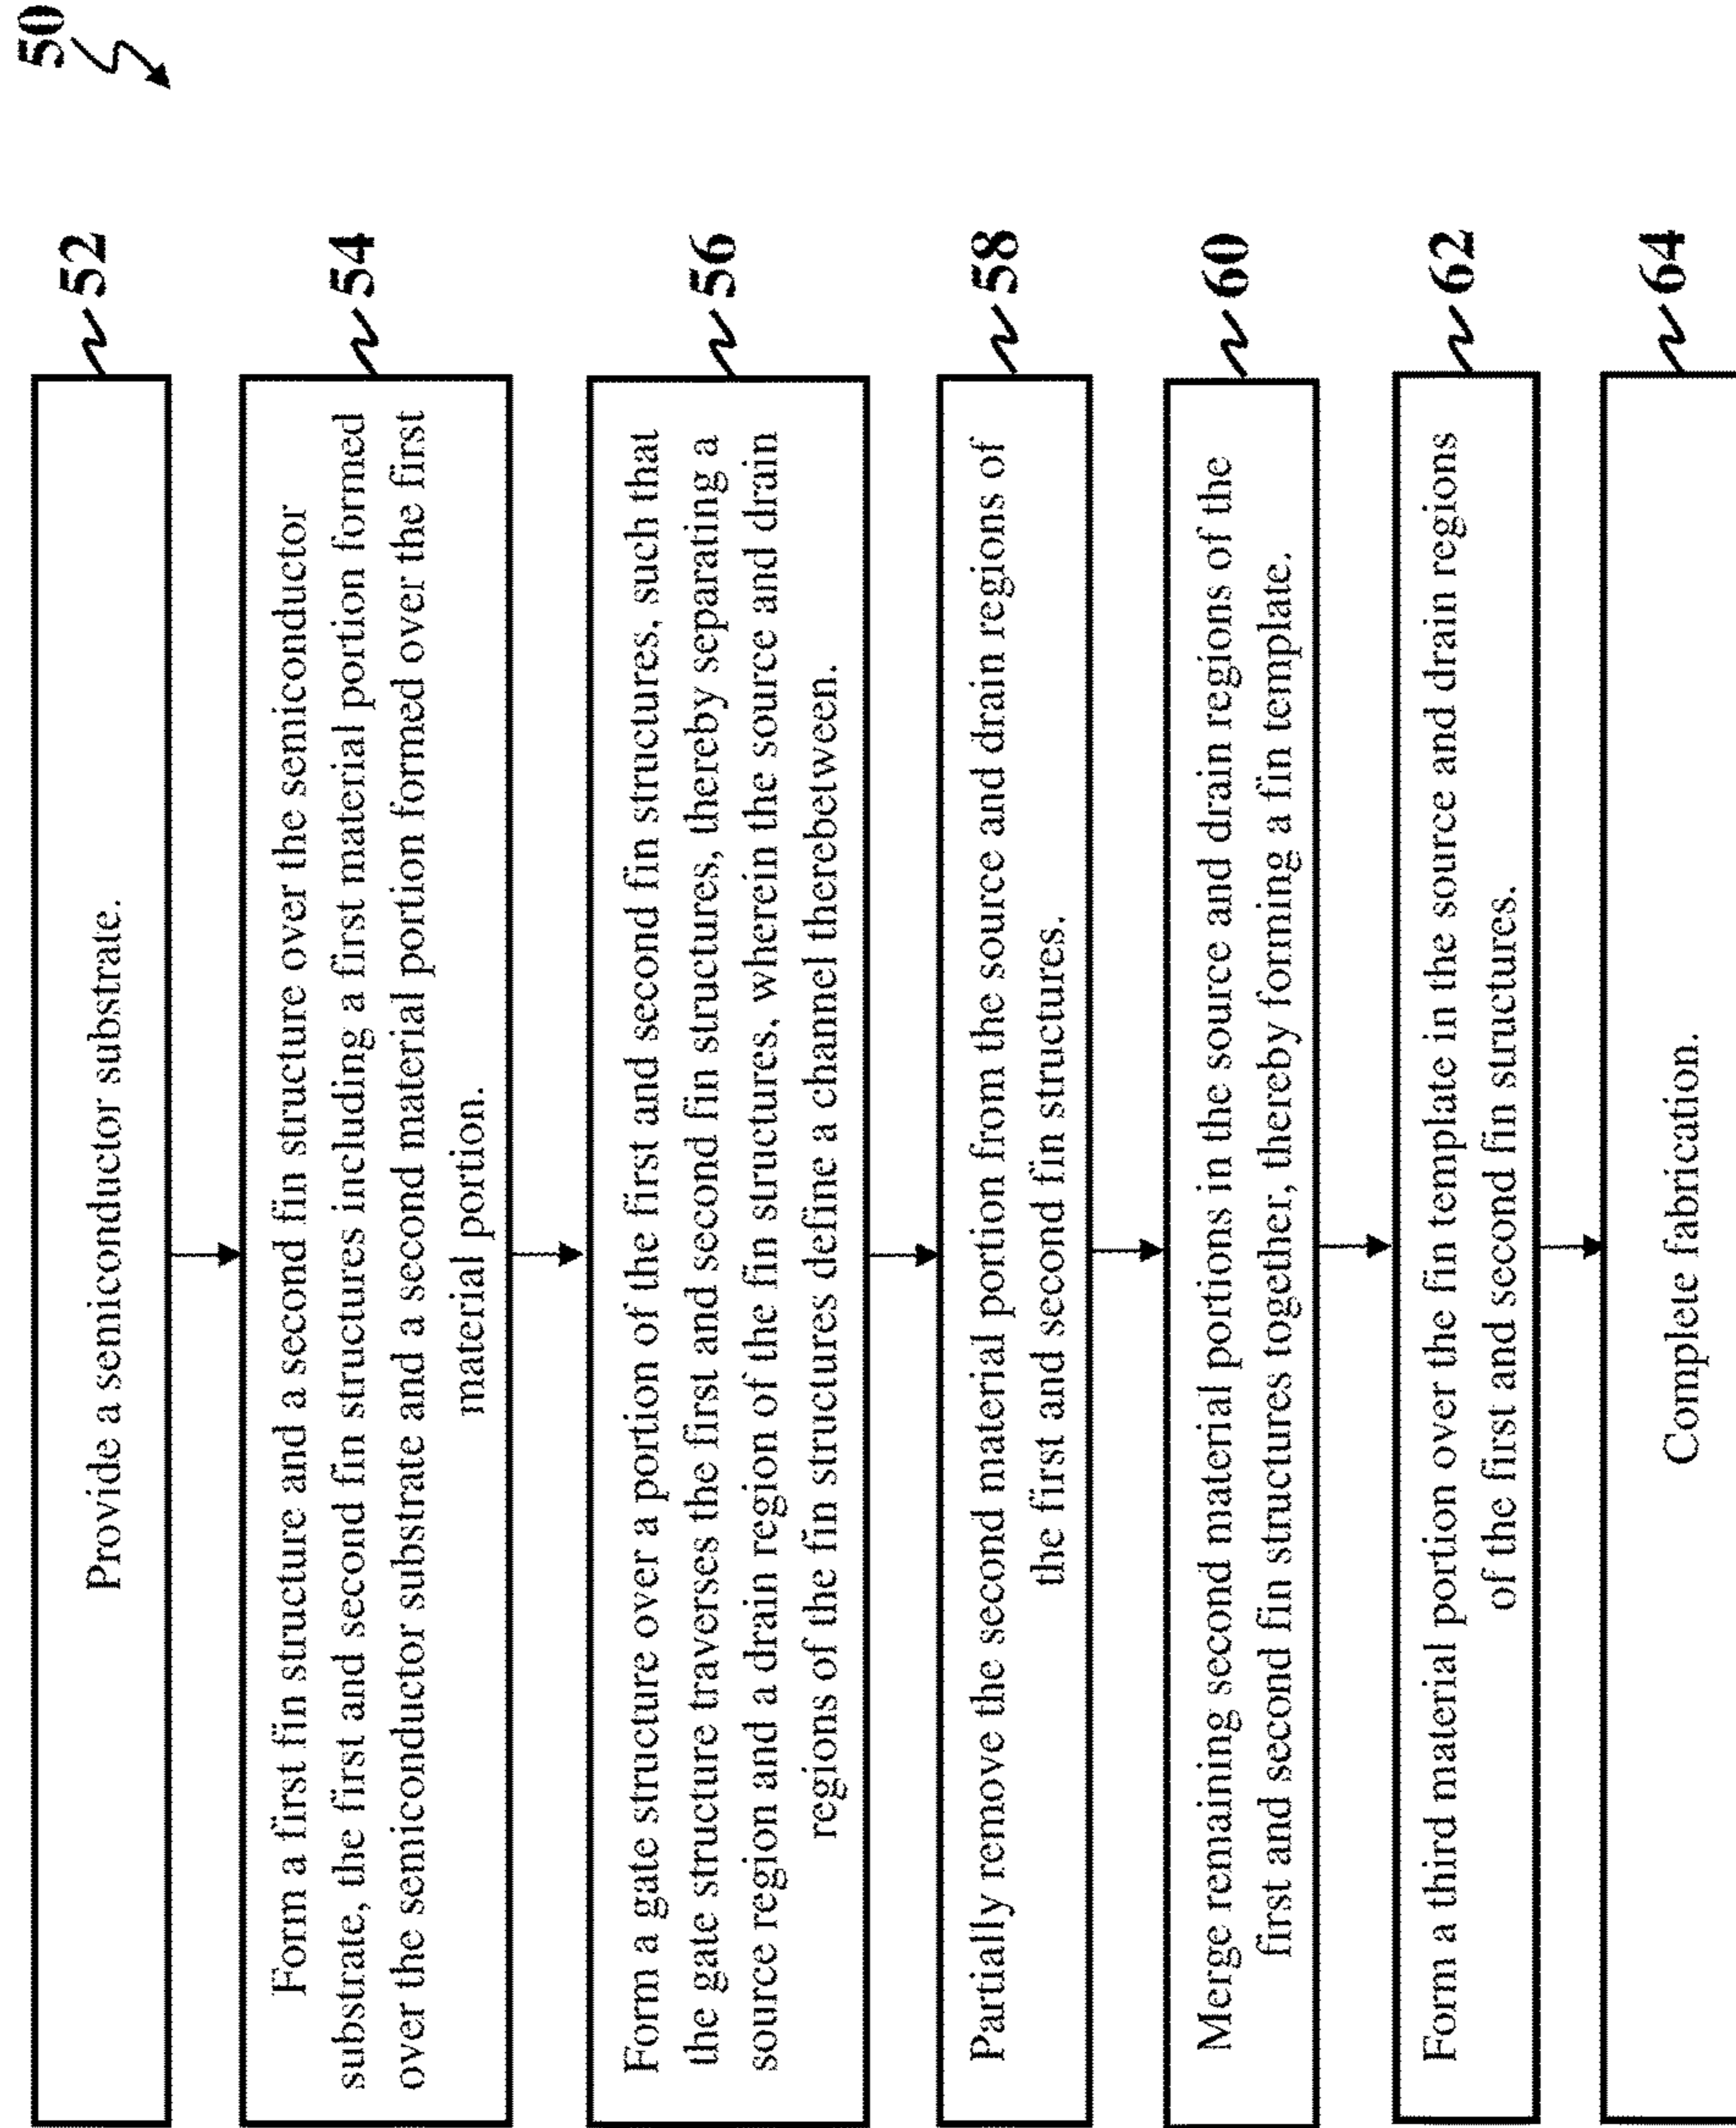 50
Provide a semiconductor substrate.
52
Form a first fin structure and a second fin structure over the semiconductor
substrate, the first and second fin structures including a first material portion formed
over the semiconductor substrate and a second material portion formed over the first
material portion.
54
Form a gate structure over a portion of the first and second fin structures, such that
the gate structure traverses the first and second fin structures, thereby separating a
source region and a drain region of the fin structures, wherein the source and drain
regions of the fin structures define a channel therebetween.
56
Partially remove the second material portion from the source and drain regions of
the first and second fin structures.
58
Merge remaining second material portions in the source and drain regions of the
first and second fin structures together, thereby forming a fin template.
60
Form a third material portion over the fin template in the source and drain regions
of the first and second fin structures.
62
Complete fabrication.
64